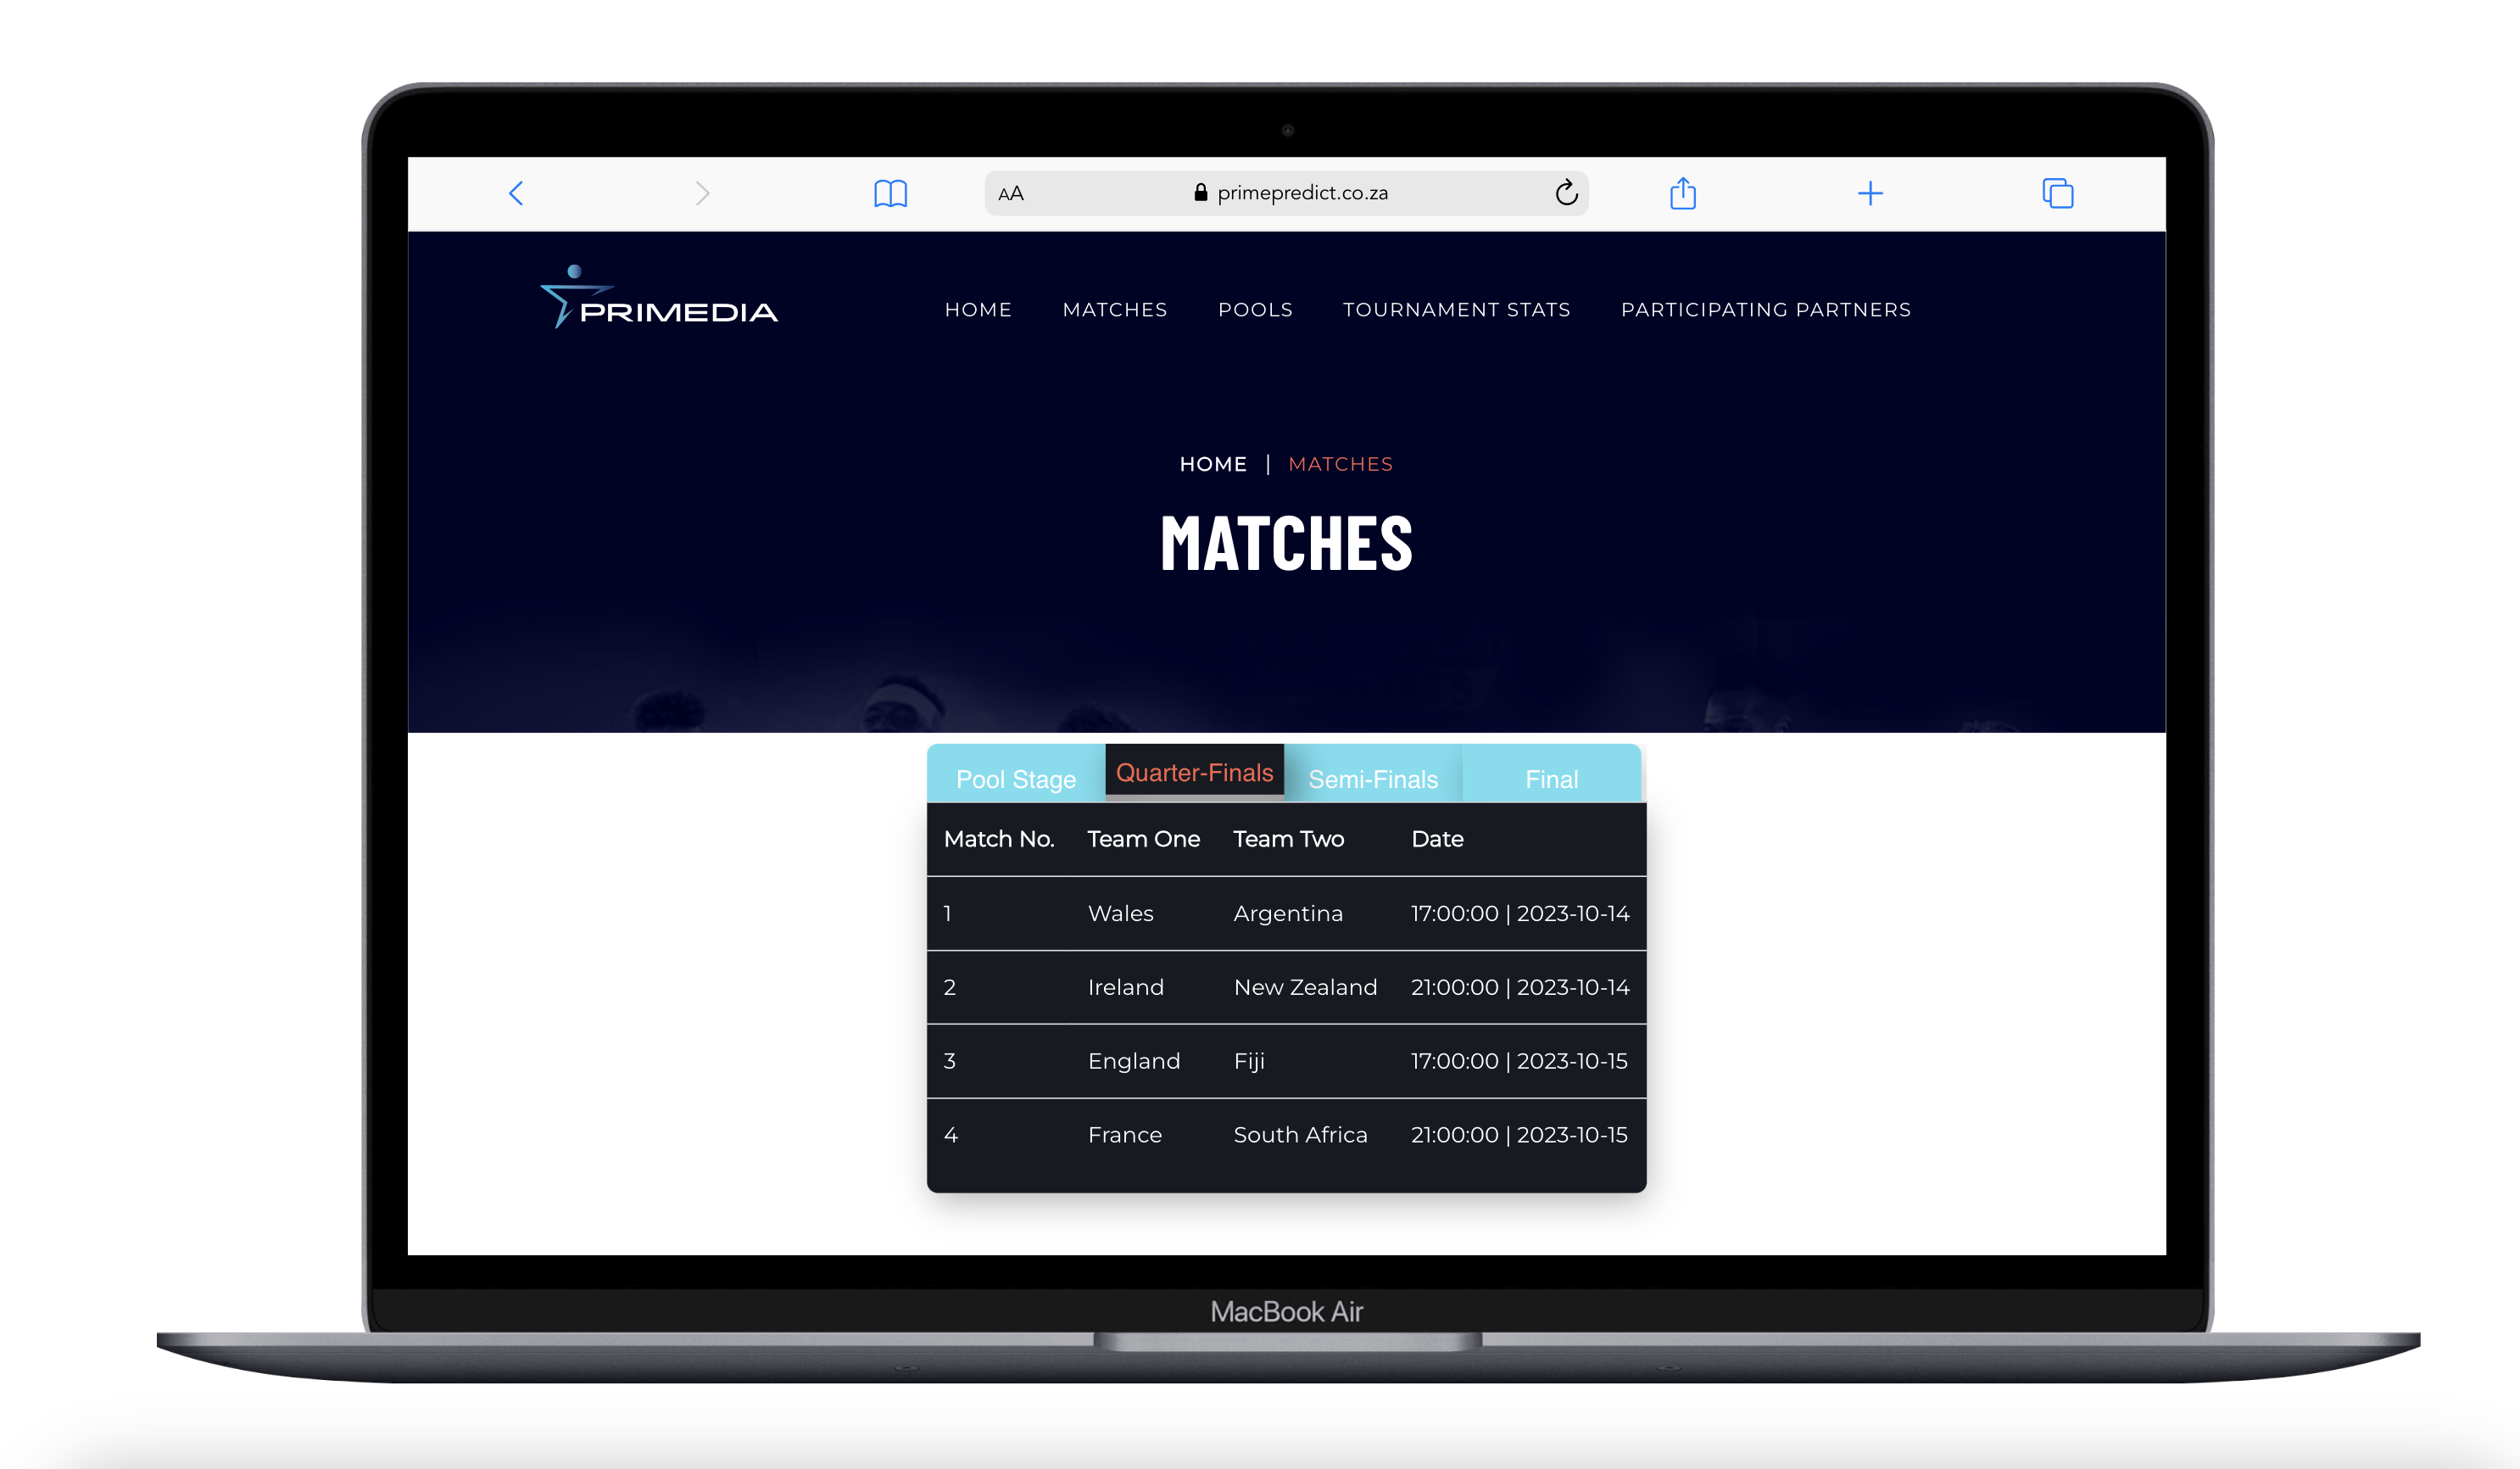 AA primepredict.co.za
PRIMEDIA
HOME MATCHES POOLS TOURNAMENT STATS PARTICIPATING PARTNERS
HOME | MATCHES
MATCHES
Pool Stage Quarter-Finals Semi-Finals Final
Match No. Team One Team Two Date
1 Wales Argentina 17:00:00 | 2023-10-14
2 Ireland New Zealand 21:00:00 | 2023-10-14
3 England Fiji 17:00:00 | 2023-10-15
4 France South Africa 21:00:00 | 2023-10-15
MacBook Air